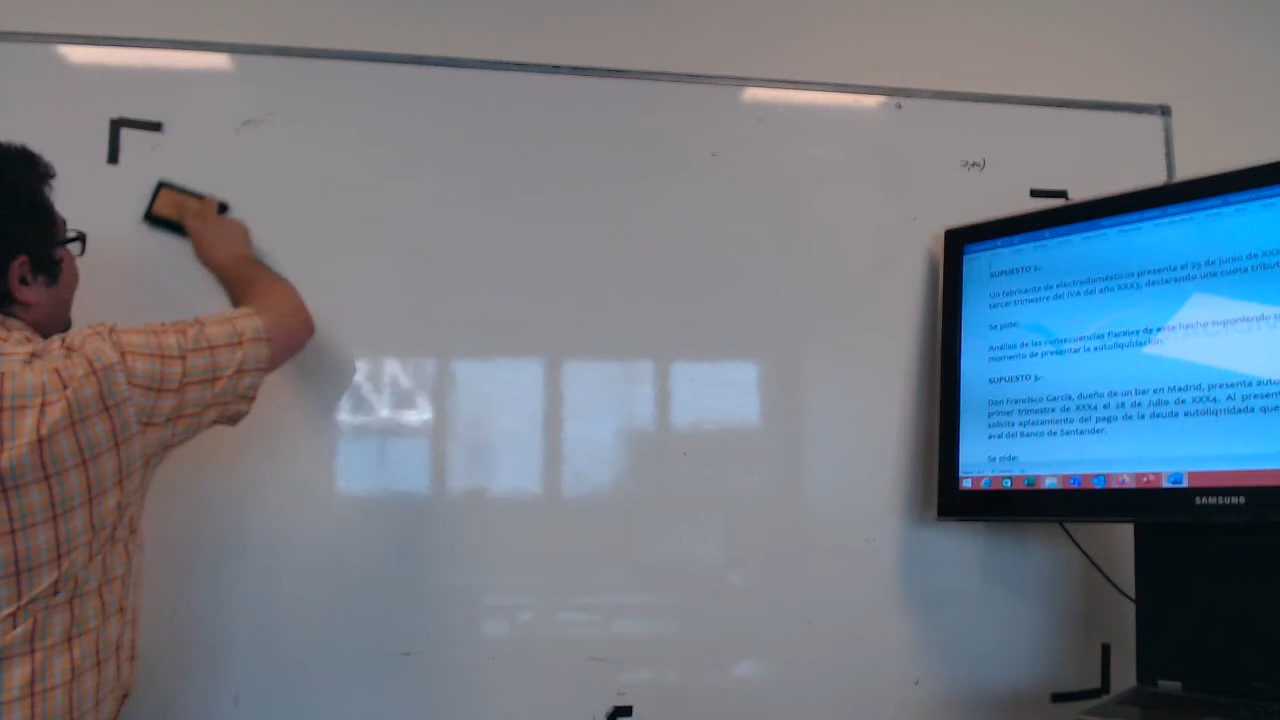 SUPUESTO 2.-
Un fabricante de electrodomésticos presenta el 25 de junio de XXX
tercer trimestre del IVA del año XXX3, declarando una cuota tribut
Se pide:
Análisis de las consecuencias fiscales de este hecho suponiendo
momento de presentar la autoliquidación.
SUPUESTO 3.-
Don Francisco García, dueño de un bar en Madrid, presenta auto
primer trimestre de XXX4 el 28 de Julio de XXX4. Al presen
solicita aplazamiento del pago de la deuda autoliquidada que
aval del Banco de Santander.
Se pide:
SAMSUNG